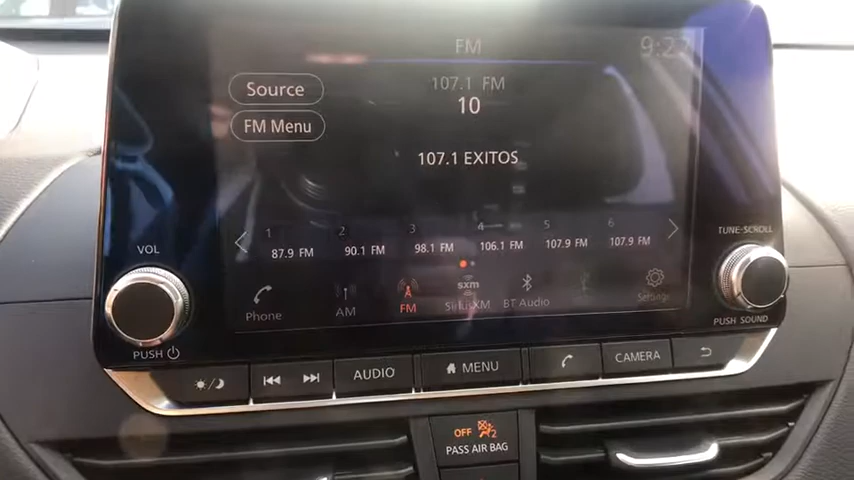 FM
9:27
Source
107.1 FM
10
FM Menu
107.1 EXITOS
1 2 3 4 5 6
87.9 FM 90.1 FM 98.1 FM 106.1 FM 107.9 FM 107.9 FM
VOL
TUNE·SCROLL
sxm
Phone AM FM SiriusXM BT Audio Settings
PUSH
PUSH SOUND
AUDIO MENU CAMERA
OFF 2
PASS AIR BAG